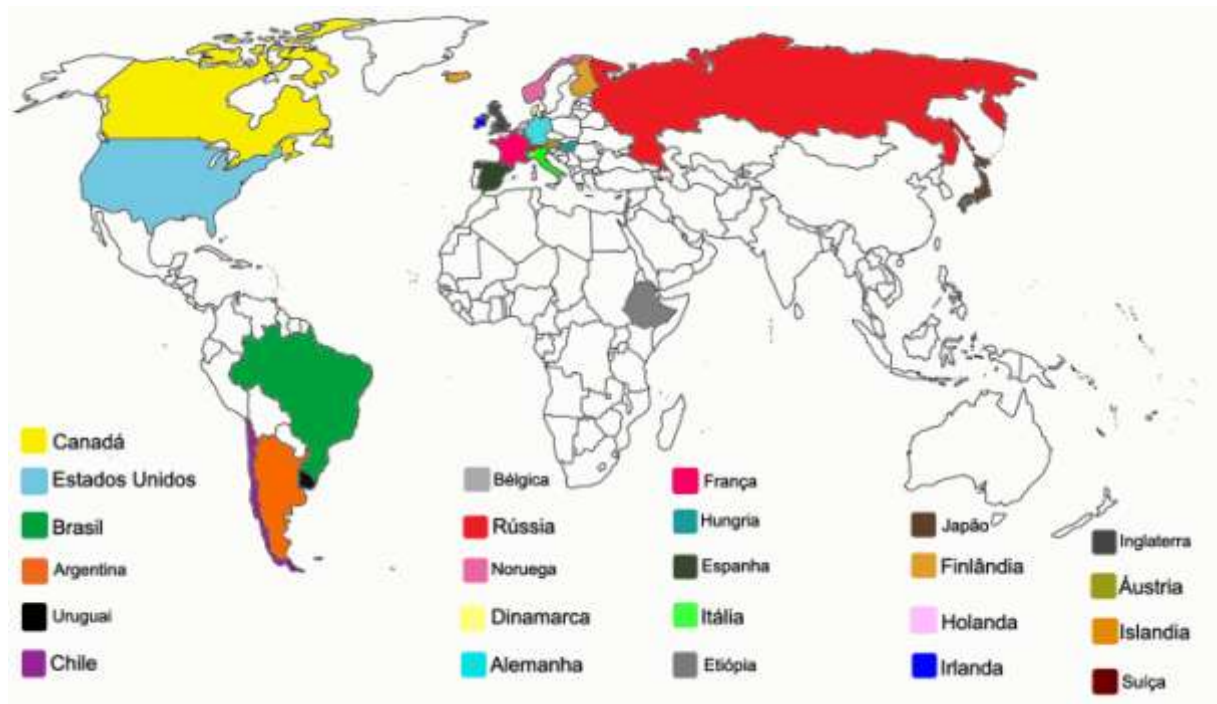 Canadá
Estados Unidos
Brasil
Argentina
Uruguai
Chile
Bélgica
Rússia
Noruega
Dinamarca
Alemanha
França
Hungria
Espanha
Itália
Etiópia
Japão
Finlândia
Holanda
Irlanda
Inglaterra
Áustria
Islandia
Suiça